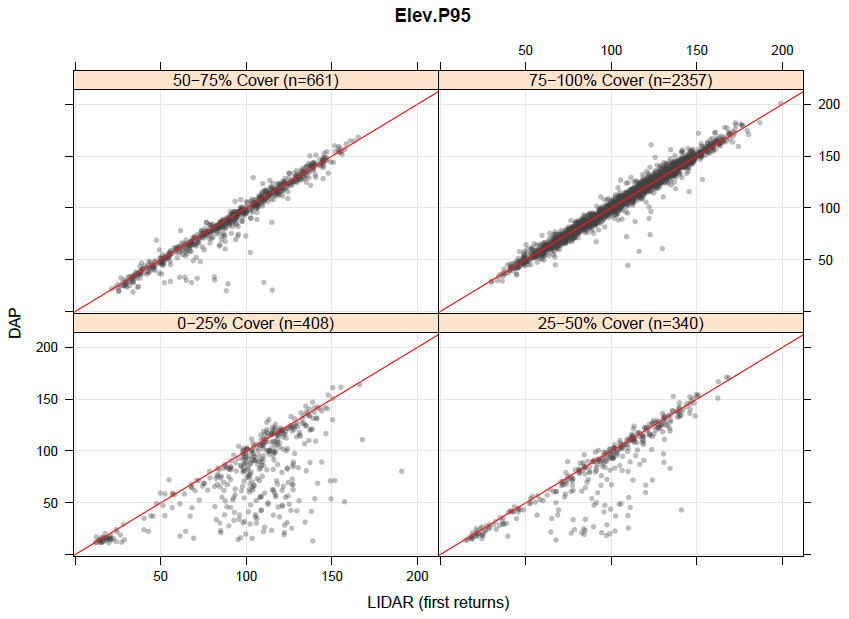 Elev.P95
50 100 150 200
50−75% Cover (n=661)
75−100% Cover (n=2357)
200
150
100
50
0−25% Cover (n=408)
25−50% Cover (n=340)
200
150
100
50
DAP
50 100 150 200
LIDAR (first returns)